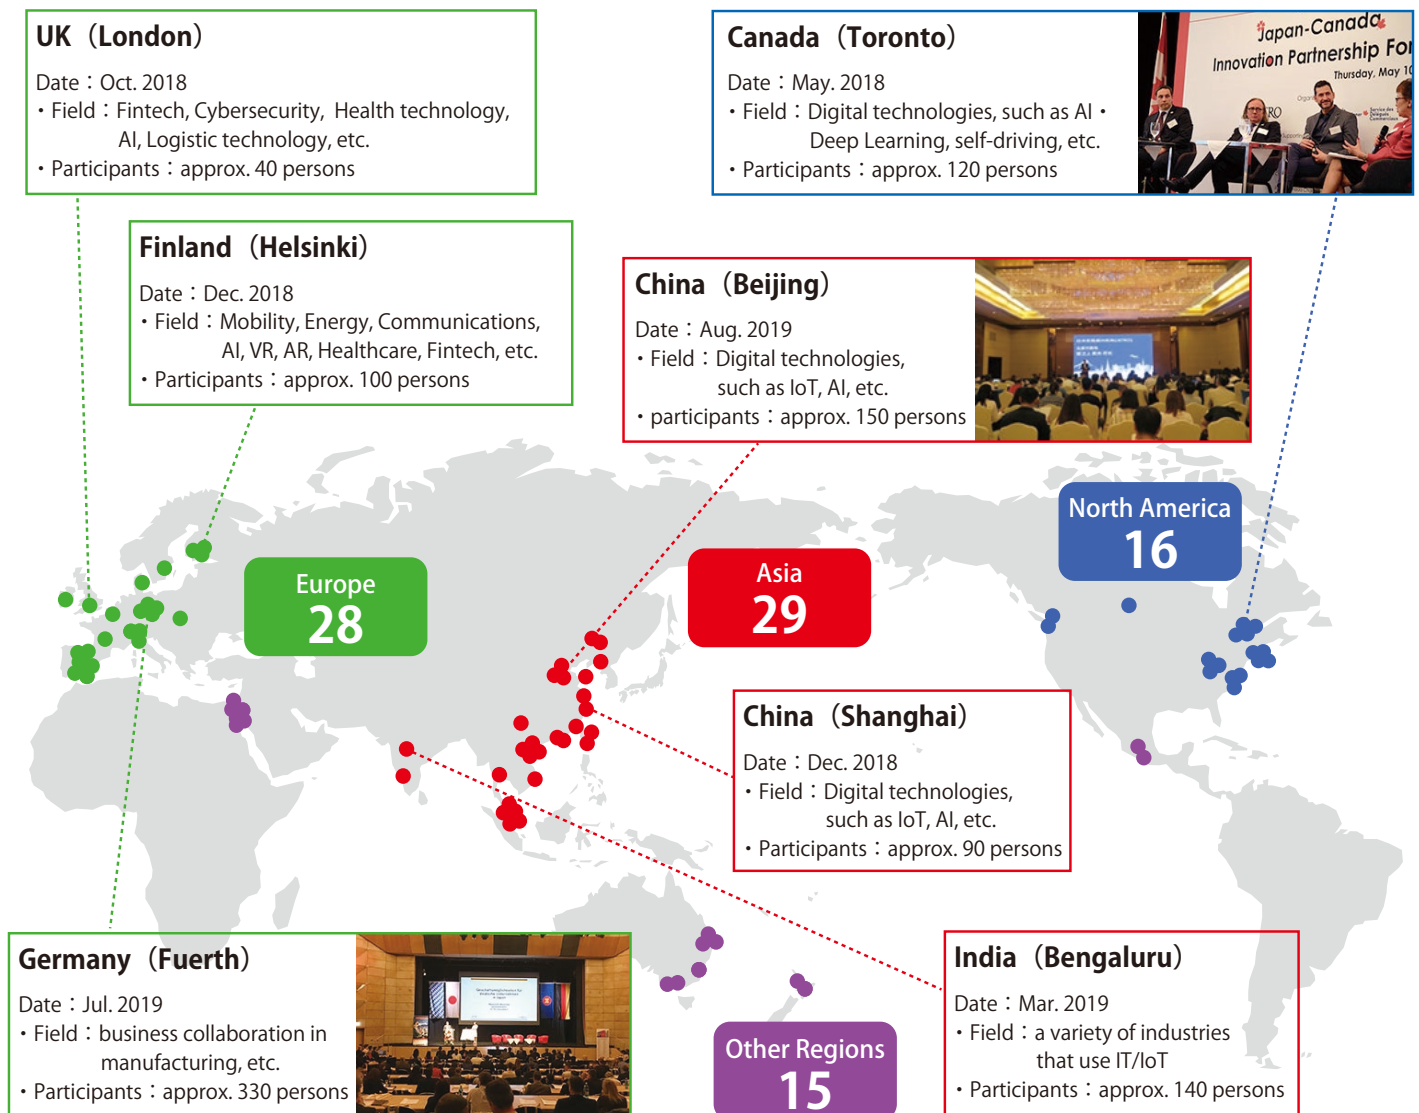 UK（London）
Date：Oct. 2018
・Field：Fintech, Cybersecurity, Health technology,
AI, Logistic technology, etc.
・Participants：approx. 40 persons
Canada（Toronto）
Date：May. 2018
・Field：Digital technologies, such as AI・
Deep Learning, self-driving, etc.
・Participants：approx. 120 persons
Japan-Canada
Innovation Partnership For
Thursday, May 10
Finland（Helsinki）
Date：Dec. 2018
・Field：Mobility, Energy, Communications,
AI, VR, AR, Healthcare, Fintech, etc.
・Participants：approx. 100 persons
China（Beijing）
Date：Aug. 2019
・Field：Digital technologies,
such as IoT, AI, etc.
・participants：approx. 150 persons
North America
16
Europe
28
Asia
29
China（Shanghai）
Date：Dec. 2018
・Field：Digital technologies,
such as IoT, AI, etc.
・Participants：approx. 90 persons
Germany（Fuerth）
Date：Jul. 2019
・Field：business collaboration in
manufacturing, etc.
・Participants：approx. 330 persons
India（Bengaluru）
Date：Mar. 2019
・Field：a variety of industries
that use IT/IoT
・Participants：approx. 140 persons
Other Regions
15